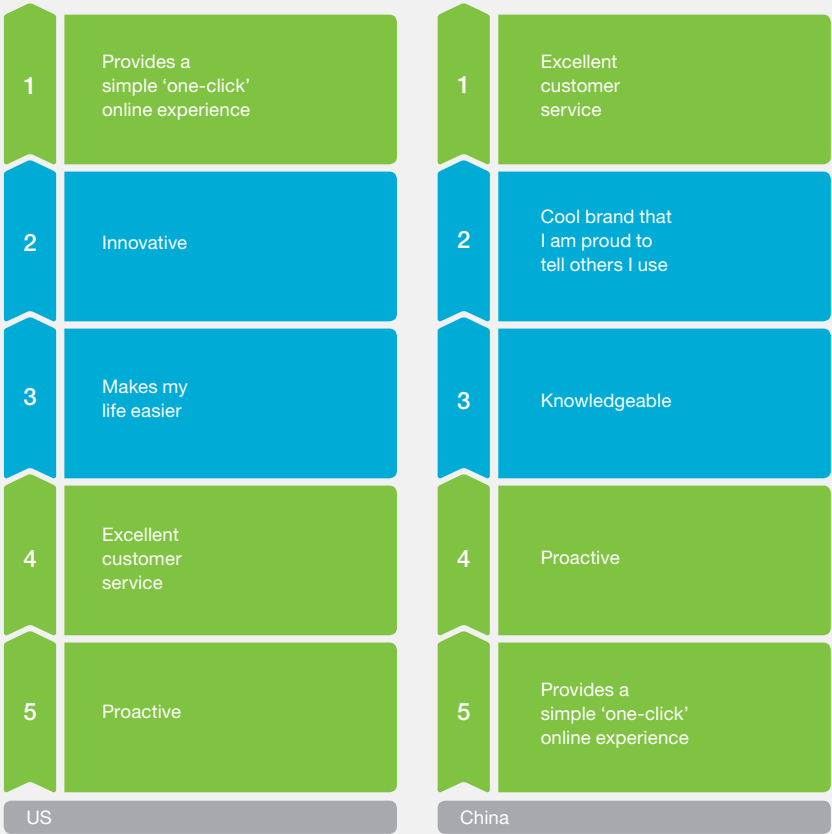 1
Provides a
simple ‘one-click’
online experience
2
Innovative
3
Makes my
life easier
4
Excellent
customer
service
5
Proactive
US
1
Excellent
customer
service
2
Cool brand that
I am proud to
tell others I use
3
Knowledgeable
4
Proactive
5
Provides a
simple ‘one-click’
online experience
China